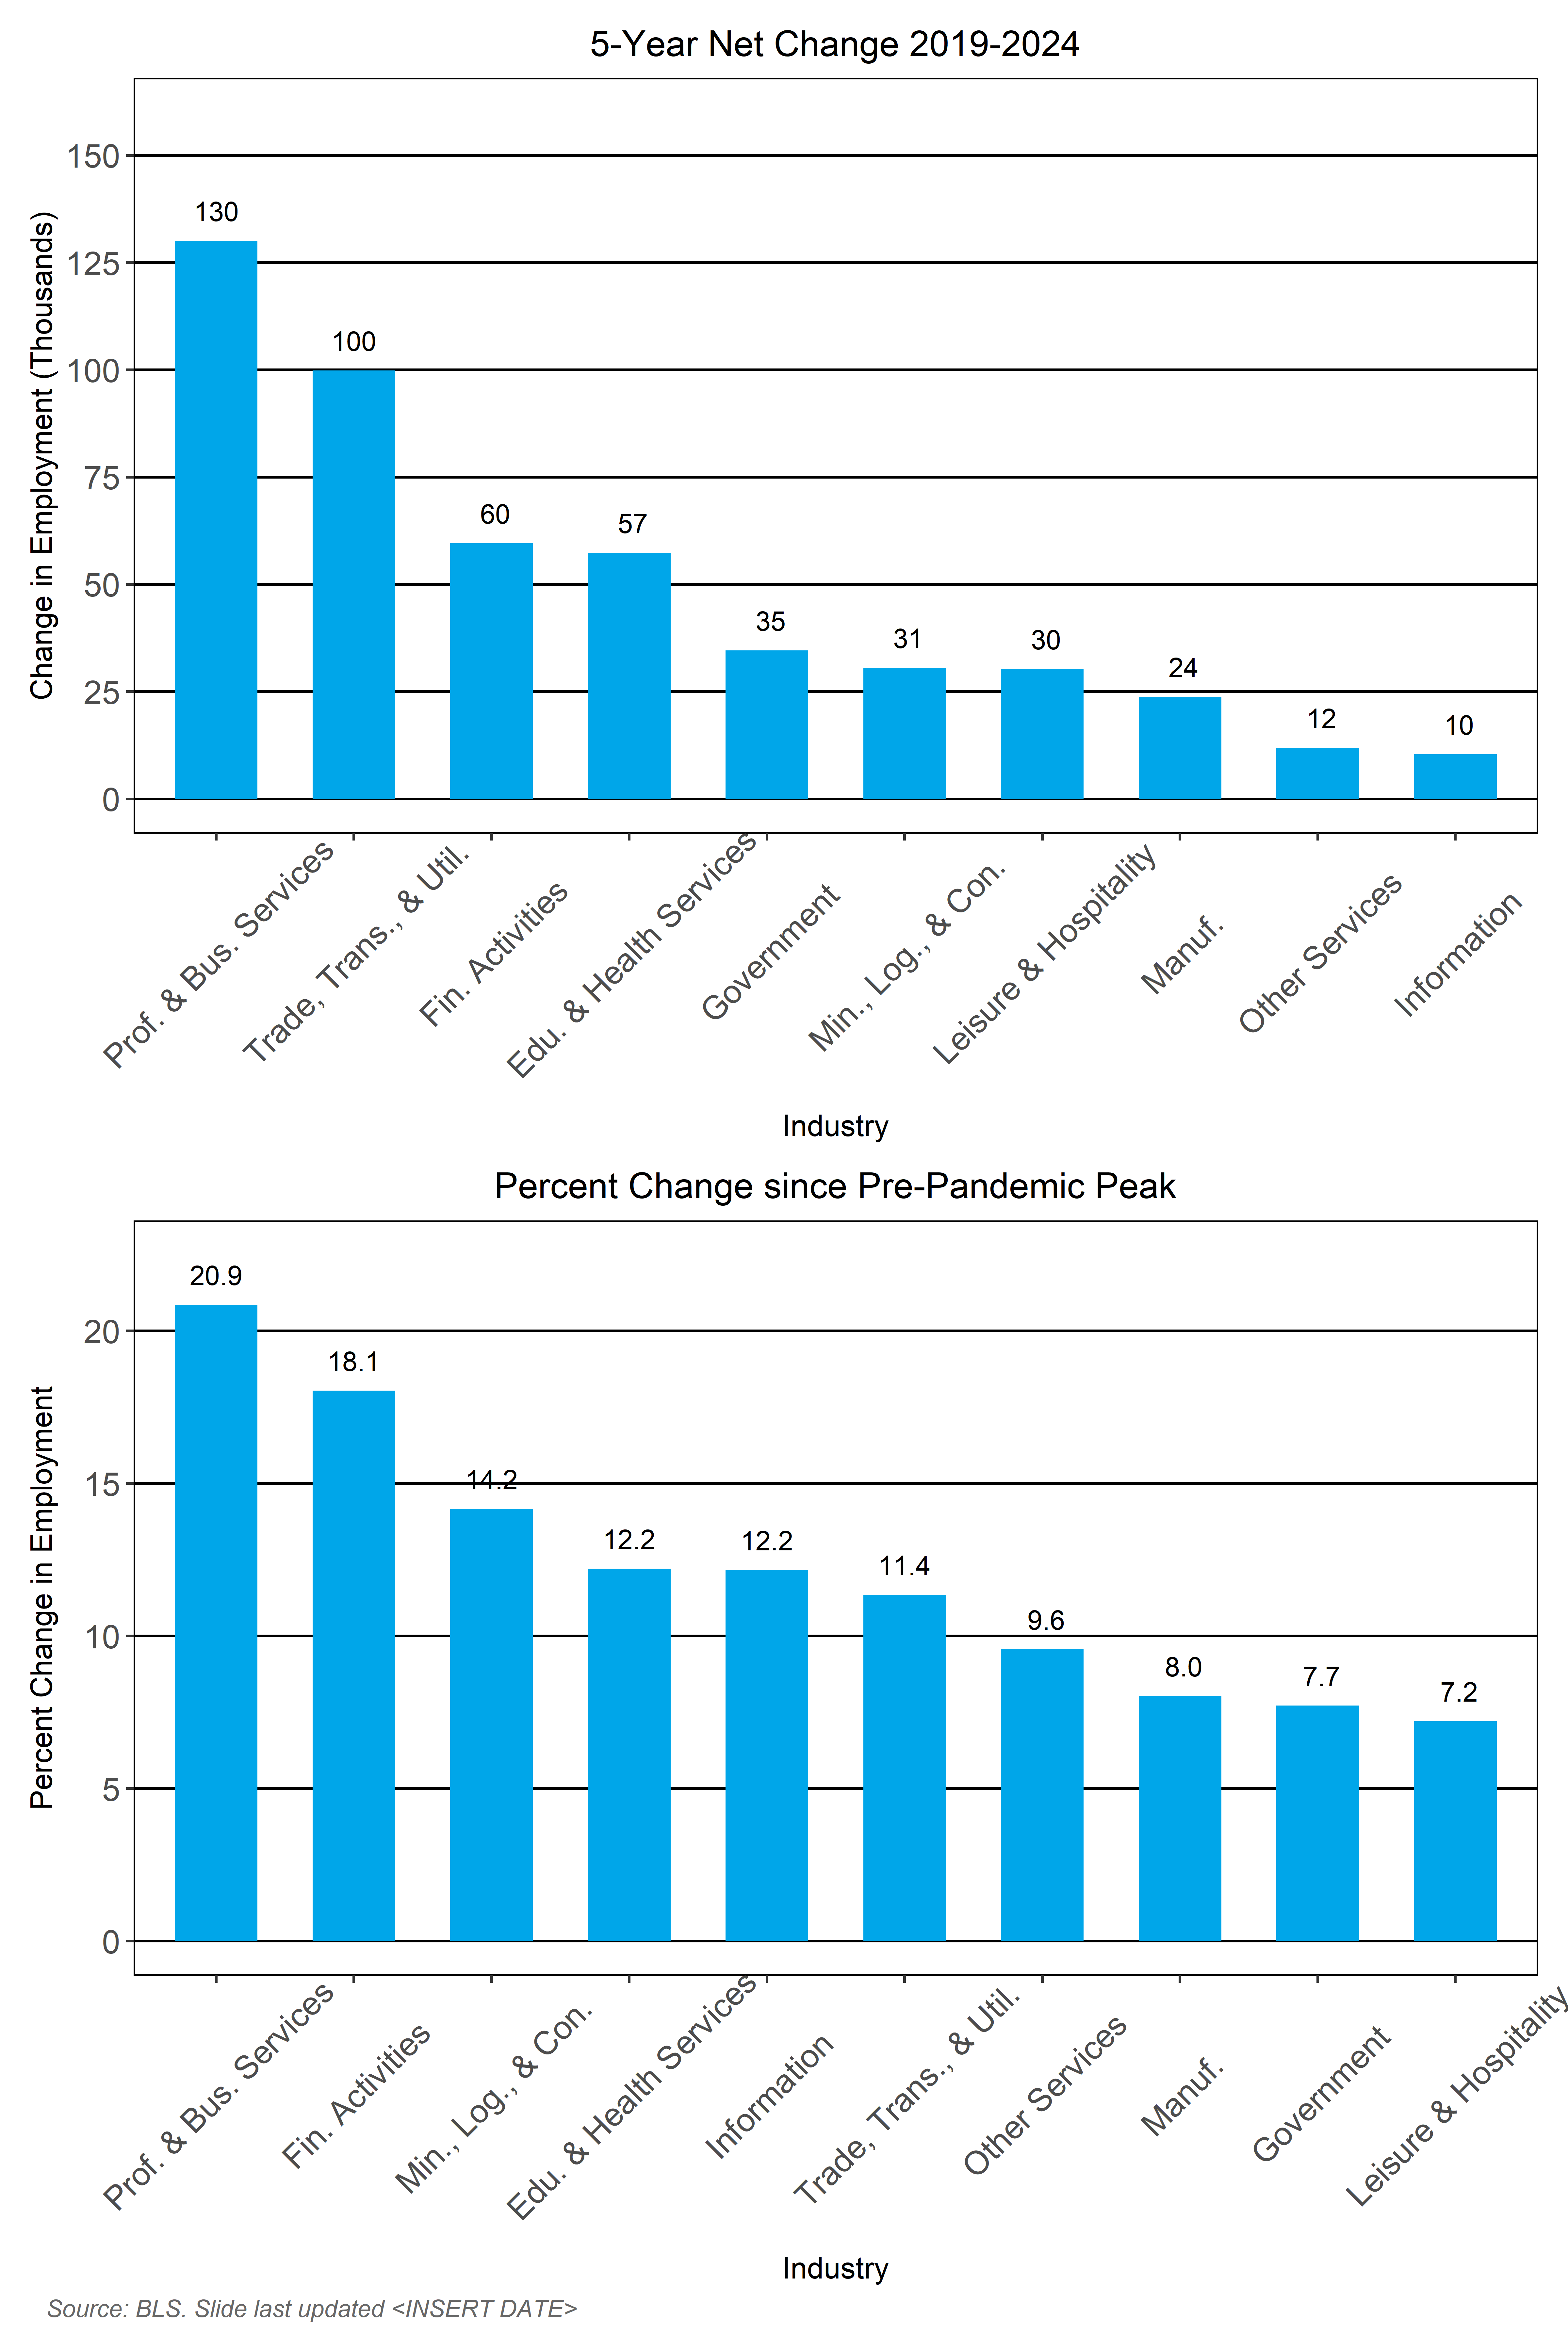 5-Year Net Change 2019-2024
Change in Employment (Thousands)
150
125
100
75
50
25
0
130
100
60
57
35
31
30
24
12
10
Prof. & Bus. Services
Trade, Trans., & Util.
Fin. Activities
Edu. & Health Services
Government
Min., Log., & Con.
Leisure & Hospitality
Manuf.
Other Services
Information
Industry
Percent Change since Pre-Pandemic Peak
Percent Change in Employment
20
15
10
5
0
20.9
18.1
14.2
12.2
12.2
11.4
9.6
8.0
7.7
7.2
Prof. & Bus. Services
Fin. Activities
Min., Log., & Con.
Edu. & Health Services
Information
Trade, Trans., & Util.
Other Services
Manuf.
Government
Leisure & Hospitality
Industry
Source: BLS. Slide last updated <INSERT DATE>